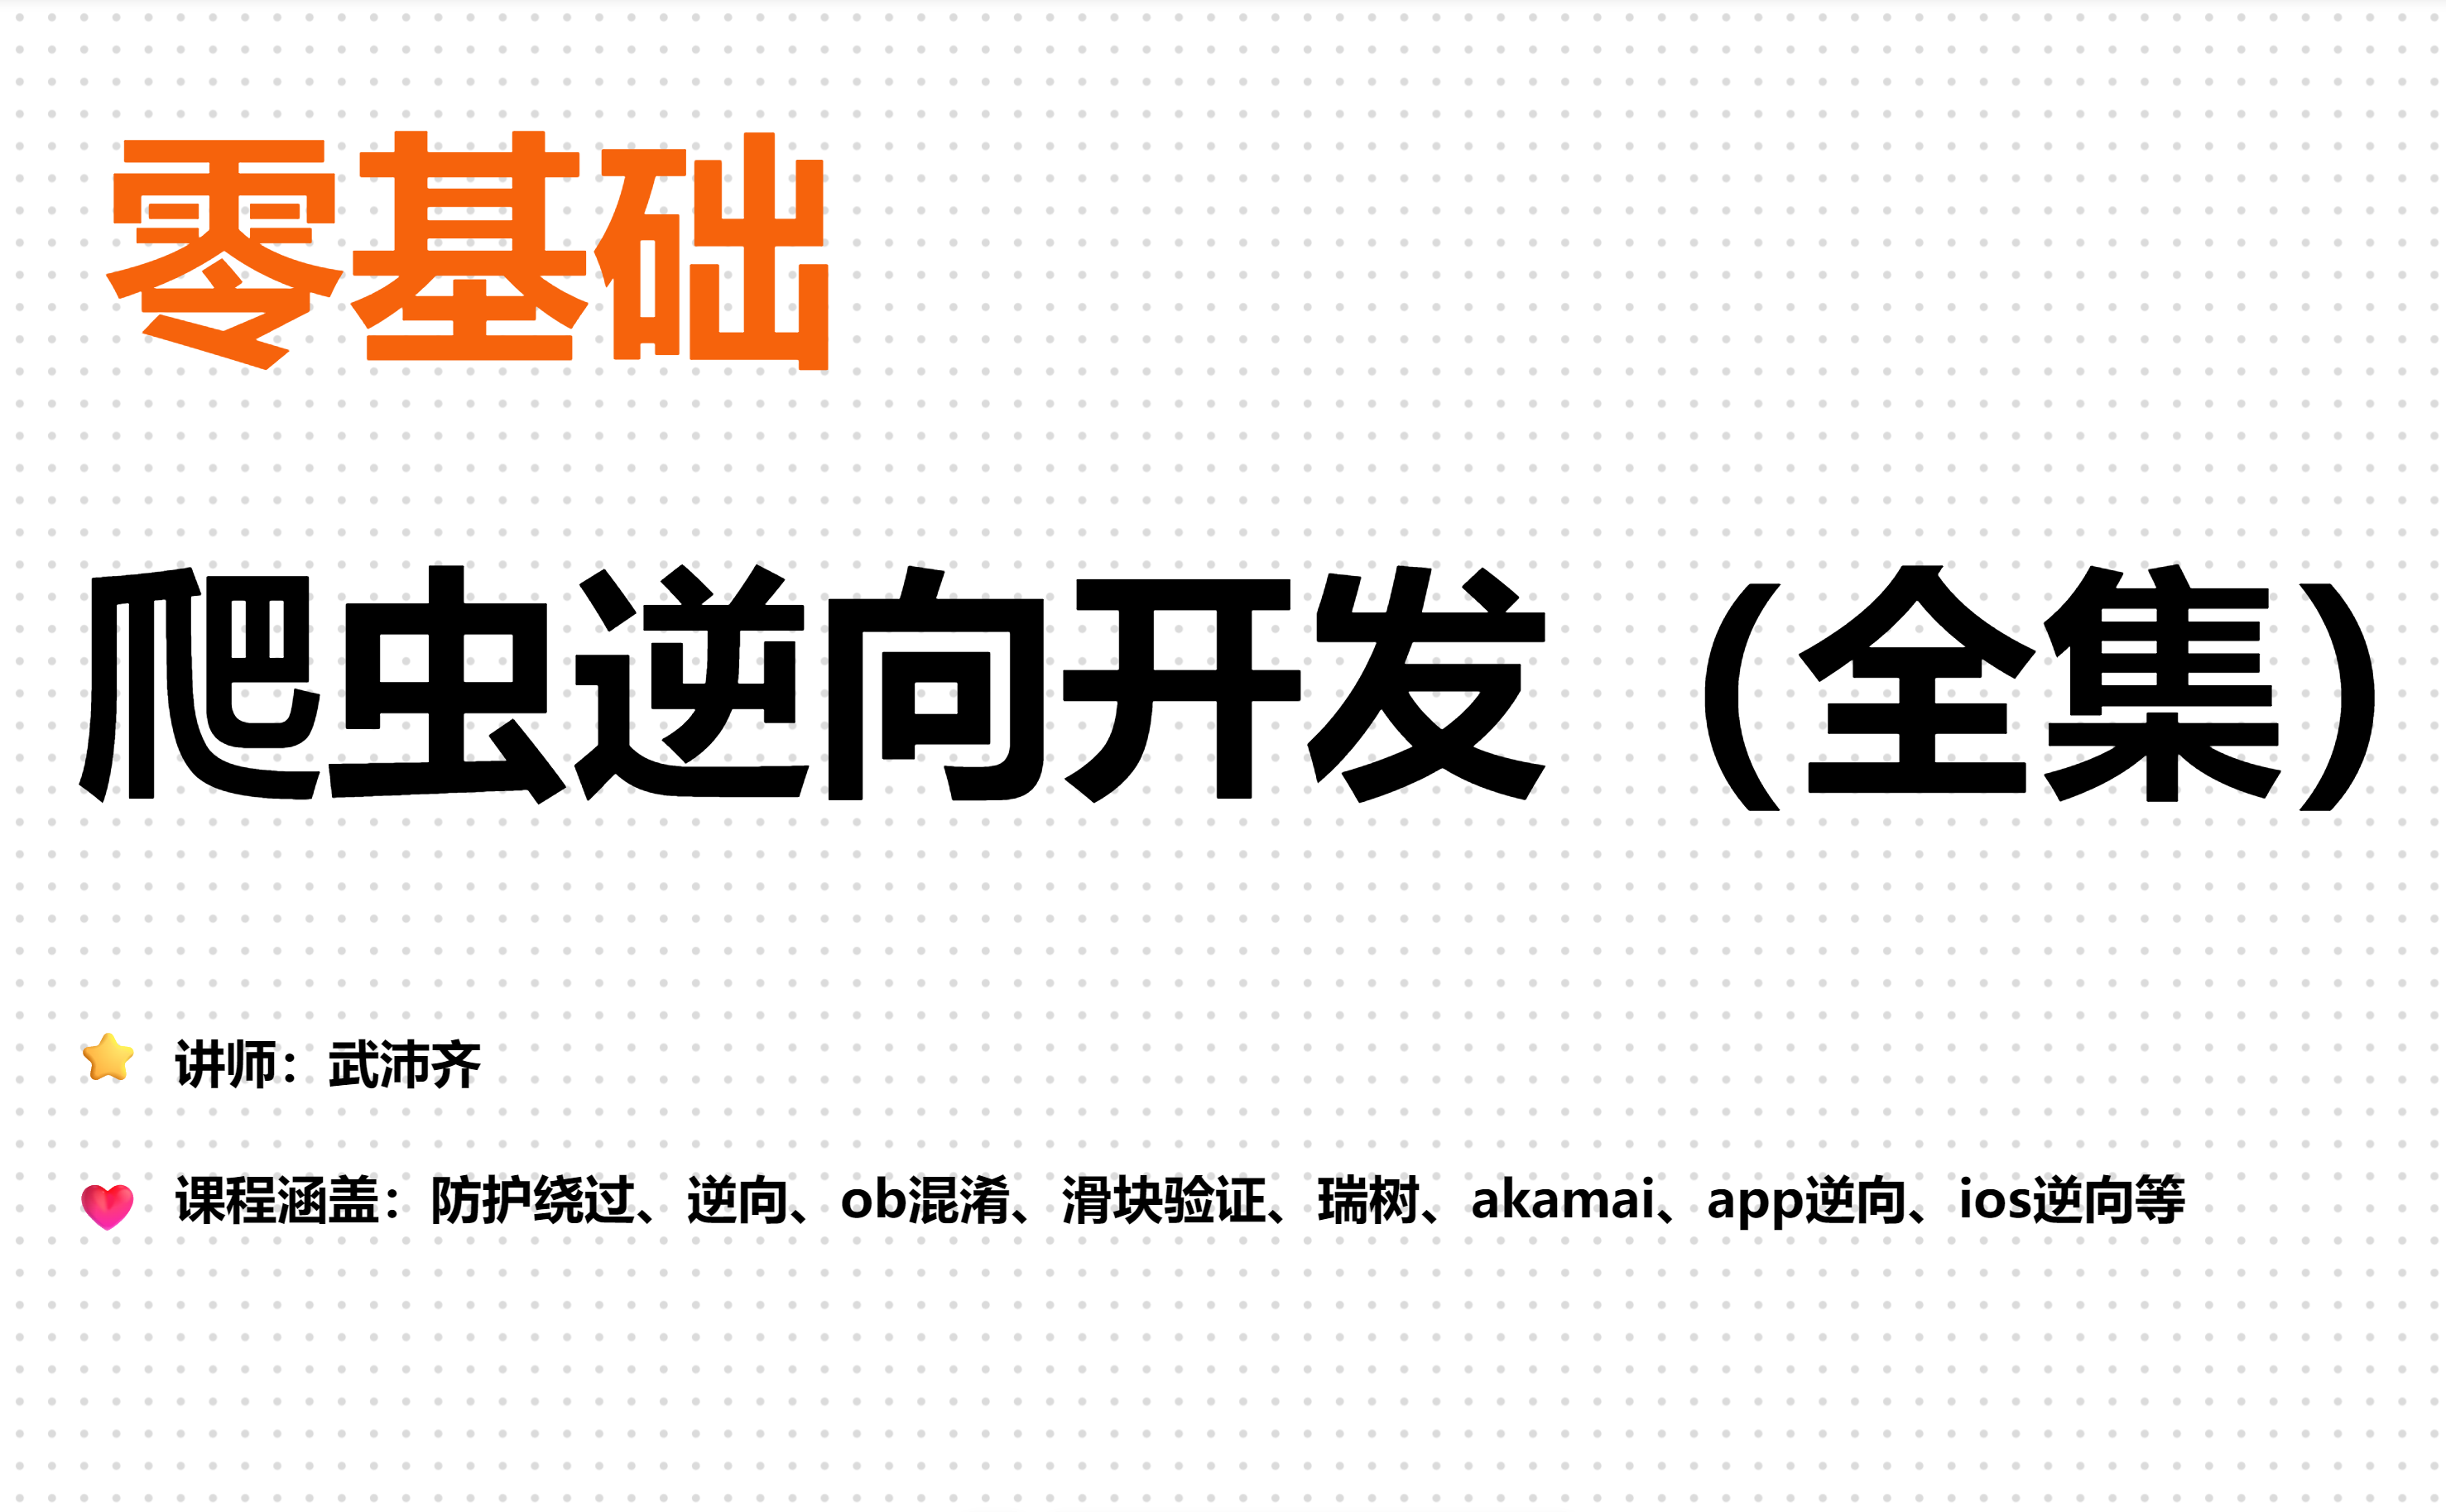 零基础
爬虫逆向开发（全集）
讲师：武沛齐
课程涵盖：防护绕过、逆向、ob混淆、滑块验证、瑞树、akamai、app逆向、ios逆向等